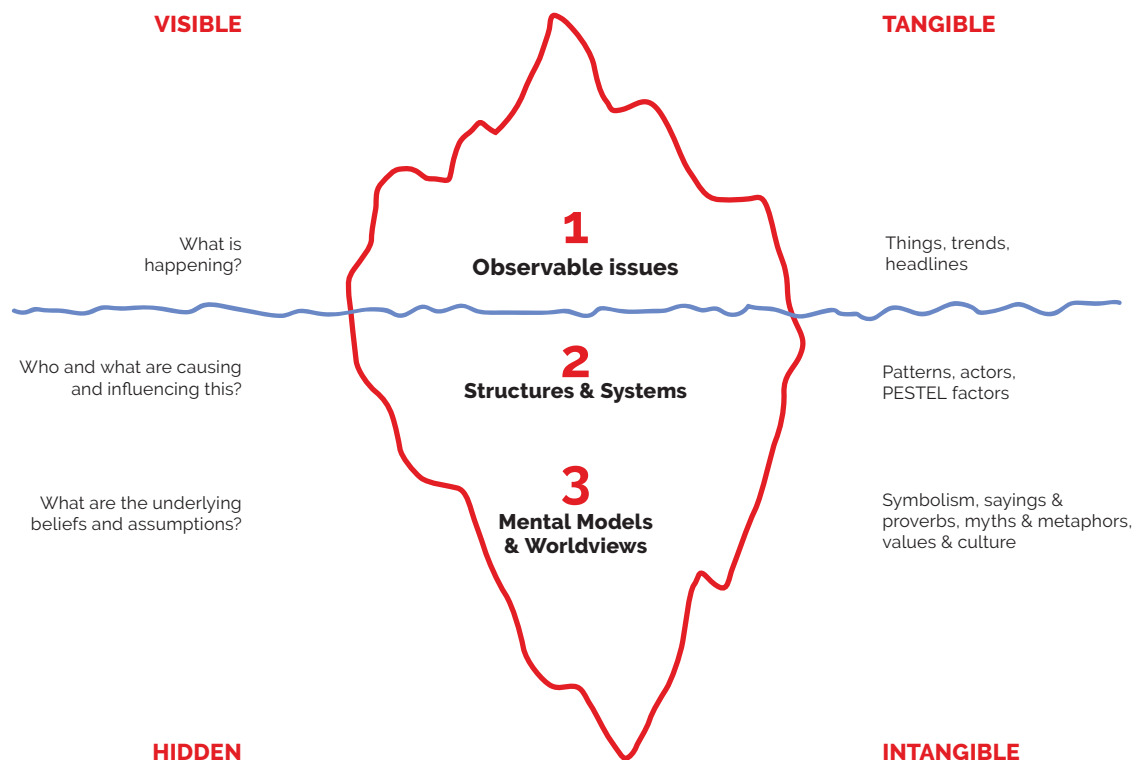 VISIBLE
TANGIBLE
1
Observable issues
What is
happening?
Things, trends,
headlines
2
Structures & Systems
Who and what are causing
and influencing this?
Patterns, actors,
PESTEL factors
3
Mental Models
& Worldviews
What are the underlying
beliefs and assumptions?
Symbolism, sayings &
proverbs, myths & metaphors,
values & culture
HIDDEN
INTANGIBLE